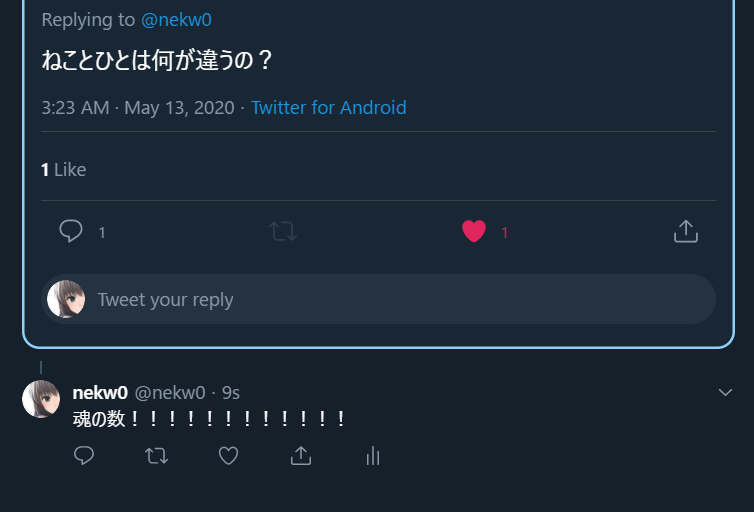 Replying to @nekw0
ねことひとは何が違うの？
3:23 AM · May 13, 2020 · Twitter for Android
1 Like
1 1
Tweet your reply
nekw0 @nekw0 · 9s
魂の数！！！！！！！！！！！！